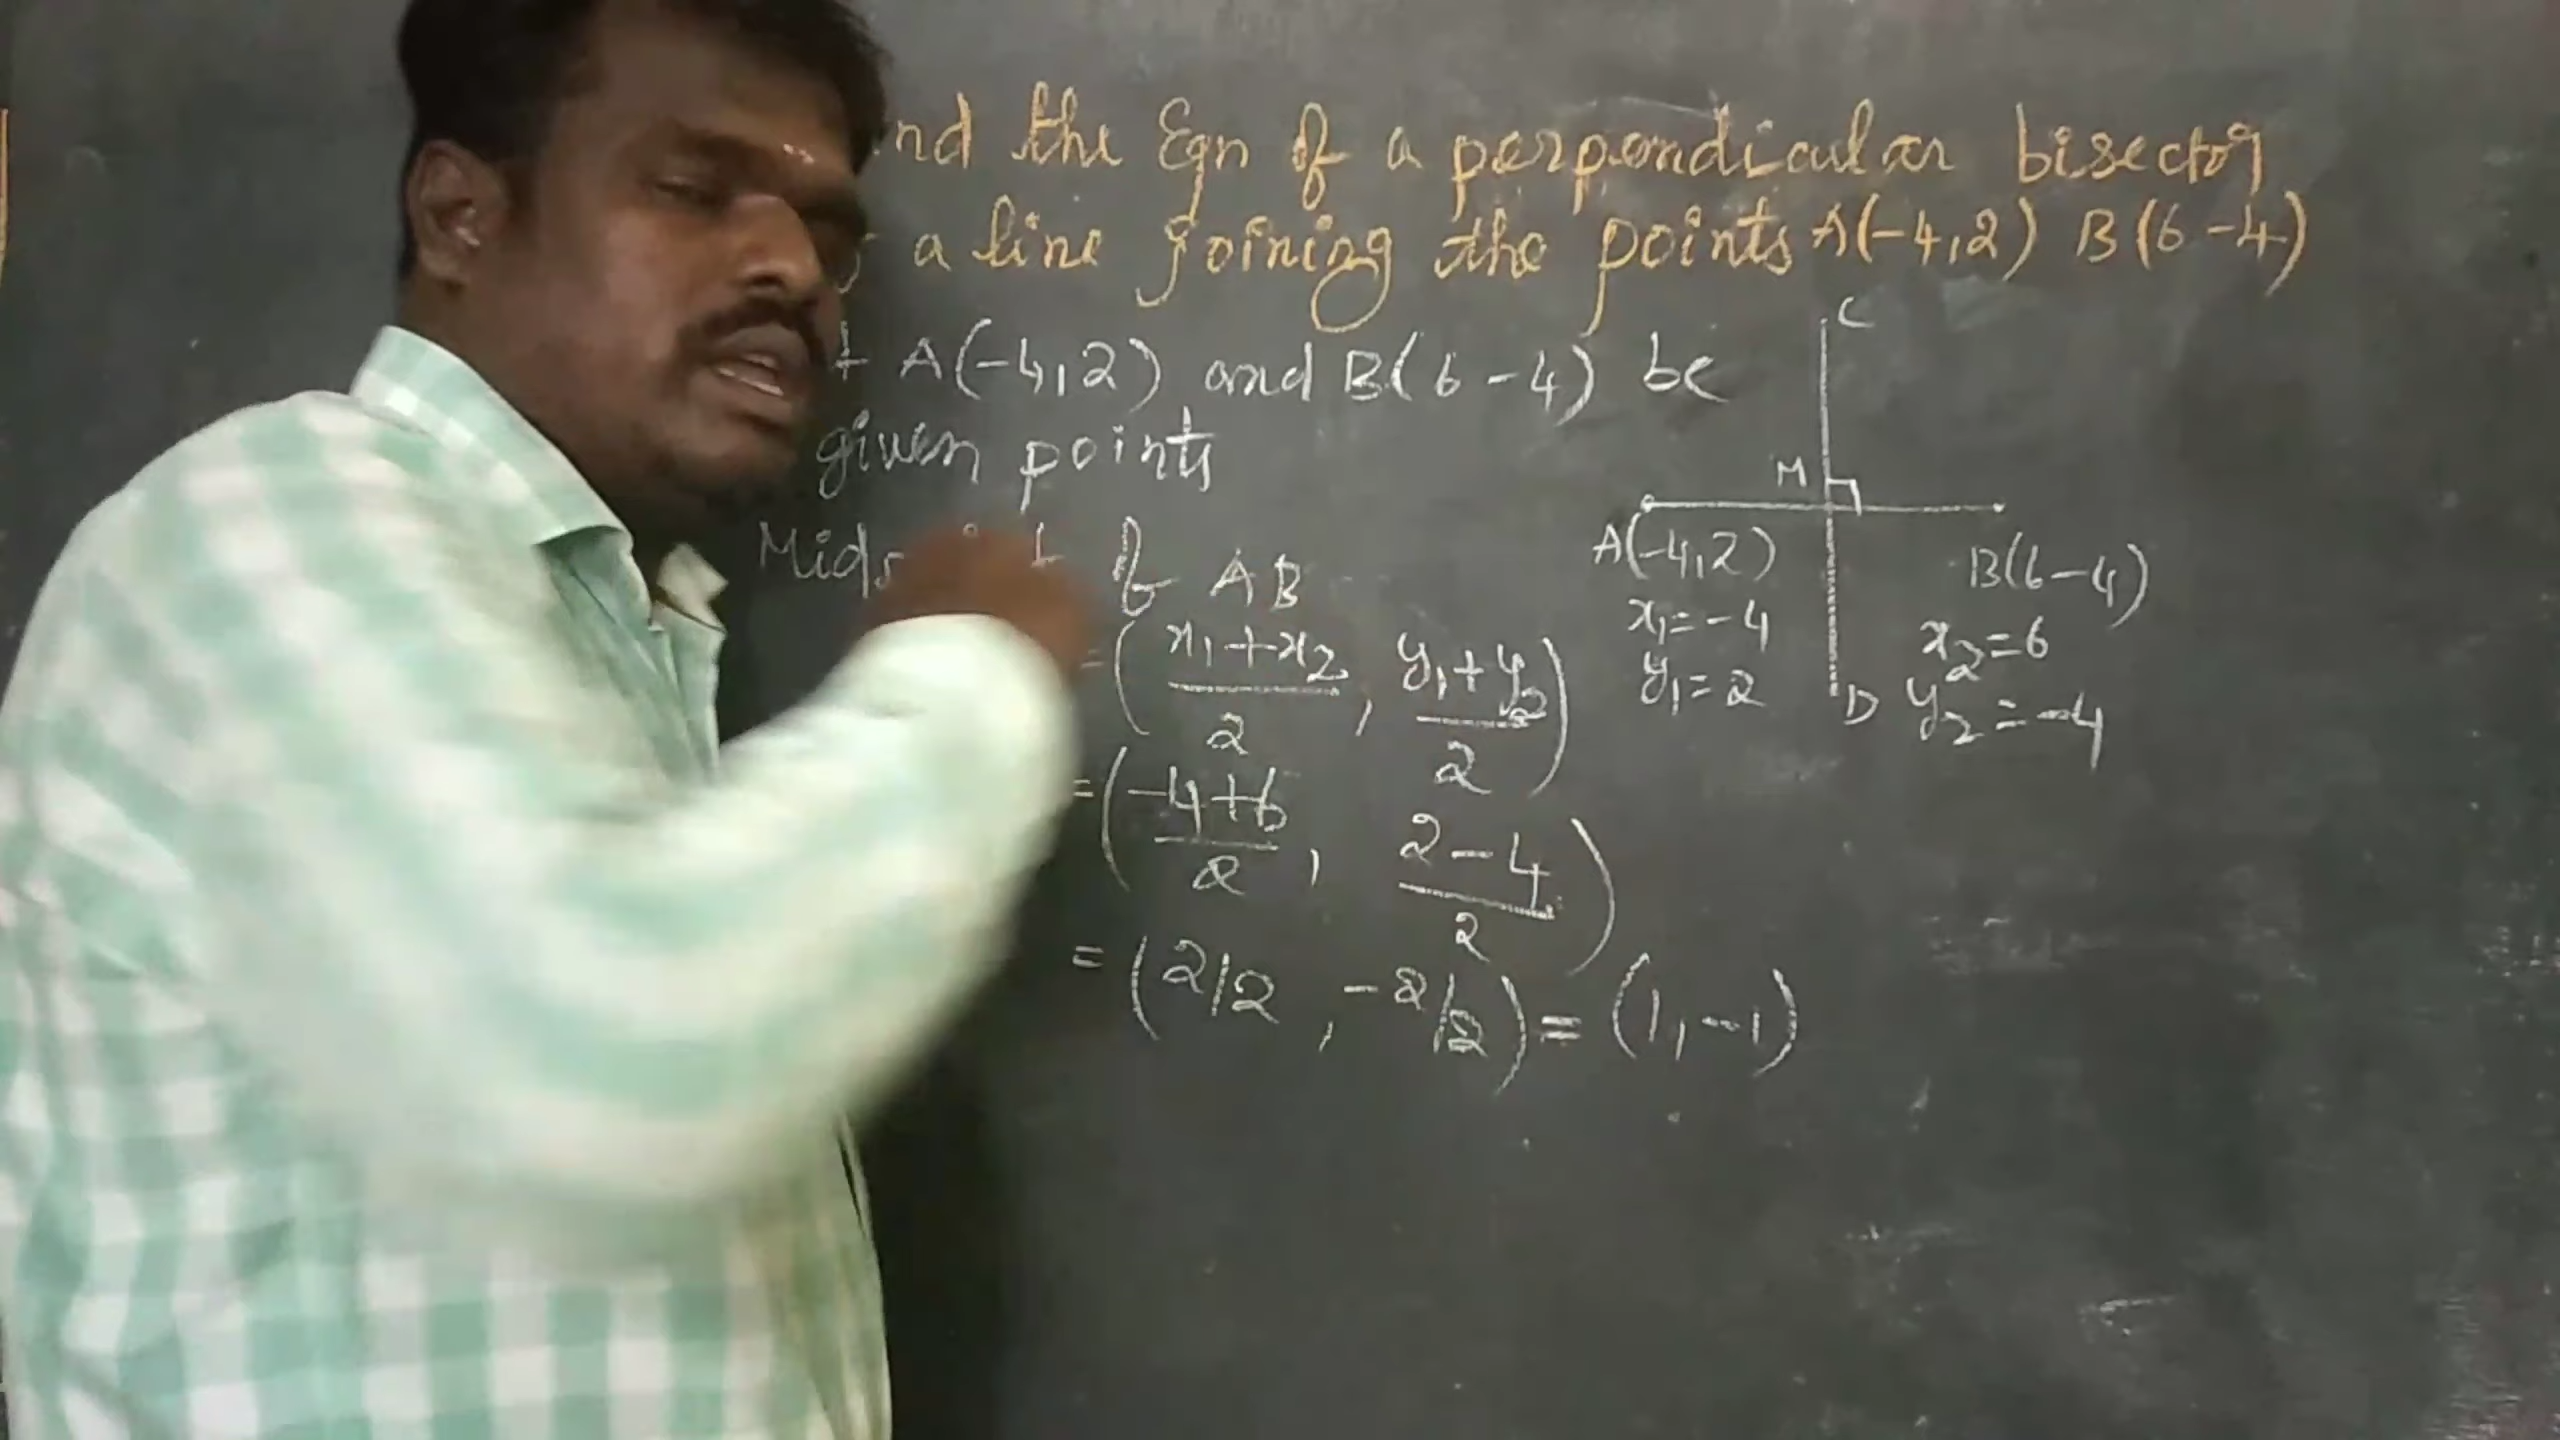 nd the Eqn of a perpendicular bisector
a line joining the points A(-4,2) B(6 -4)
A(-4,2) and B(6 -4) be
given points
of AB
=(x₁+x₂/2, y₁+y₂/2)
=(-4+6/2, 2-4/2)
=(2/2, -2/2)=(1,-1)
C
M
A(-4,2)
B(6-4)
x₁=-4
x₂=6
y₁=2
D
y₂=-4